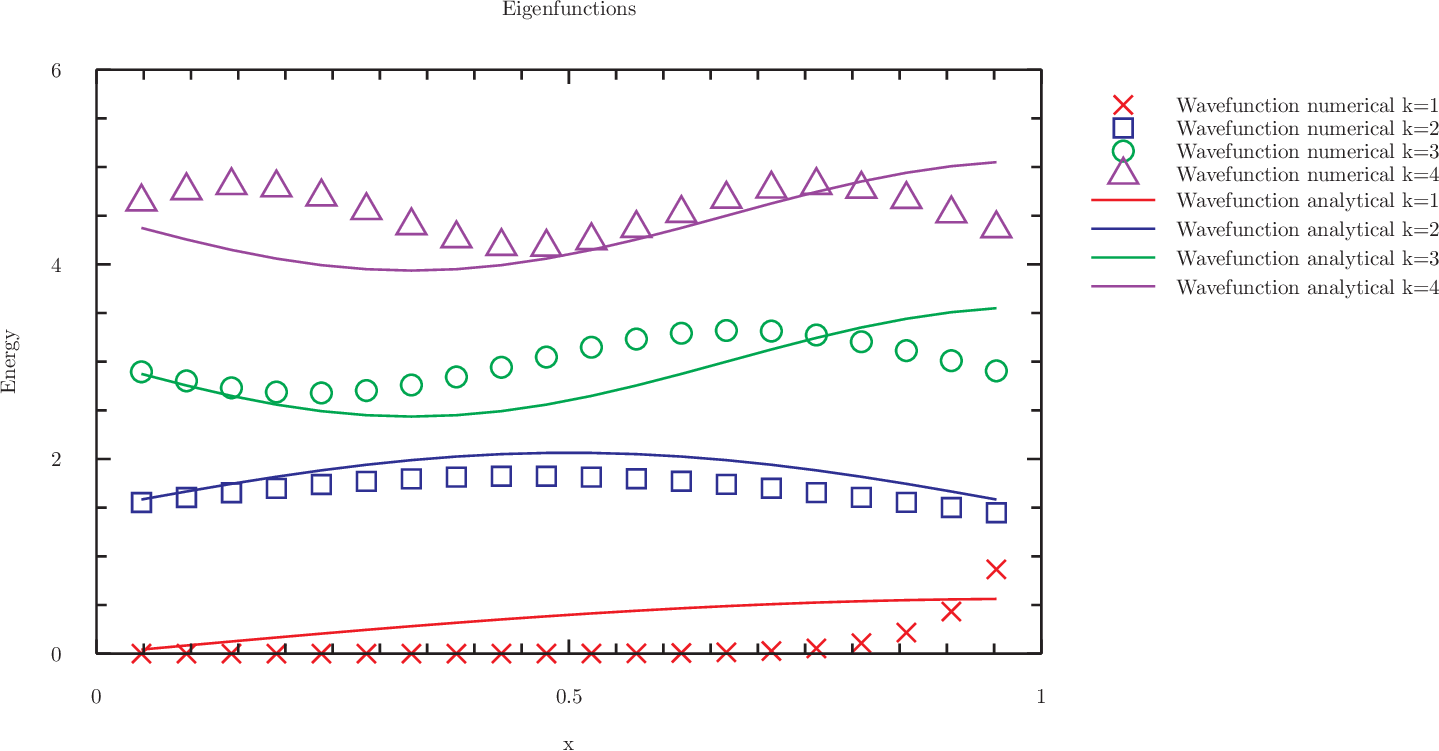 Eigenfunctions
6
4
2
0
Energy
0
0.5
1
x
Wavefunction numerical k=1
Wavefunction numerical k=2
Wavefunction numerical k=3
Wavefunction numerical k=4
Wavefunction analytical k=1
Wavefunction analytical k=2
Wavefunction analytical k=3
Wavefunction analytical k=4